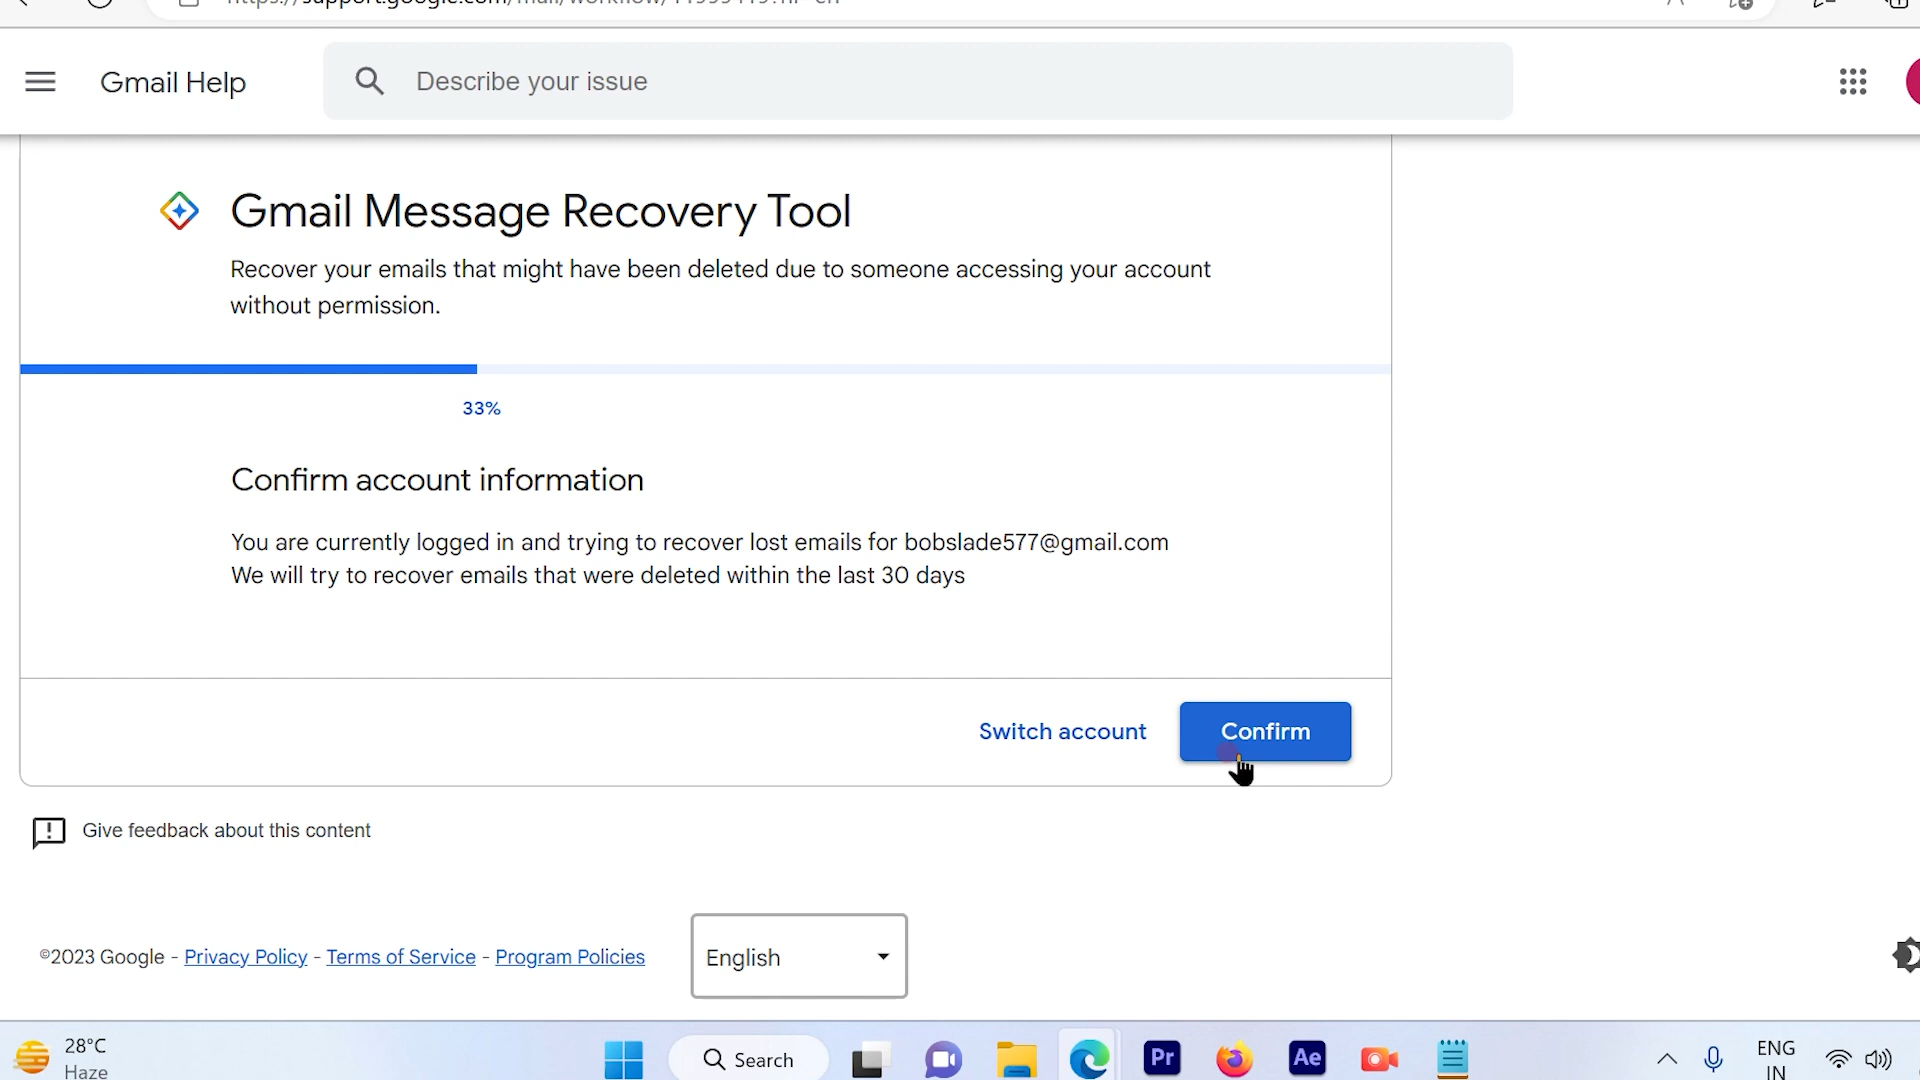 Gmail Help
Describe your issue
Gmail Message Recovery Tool
Recover your emails that might have been deleted due to someone accessing your account
without permission.
33%
Confirm account information
You are currently logged in and trying to recover lost emails for bobslade577@gmail.com
We will try to recover emails that were deleted within the last 30 days
Switch account
Confirm
Give feedback about this content
©2023 Google - Privacy Policy - Terms of Service - Program Policies
English
28°C
Haze
Search
Pr
Ae
ENG
IN